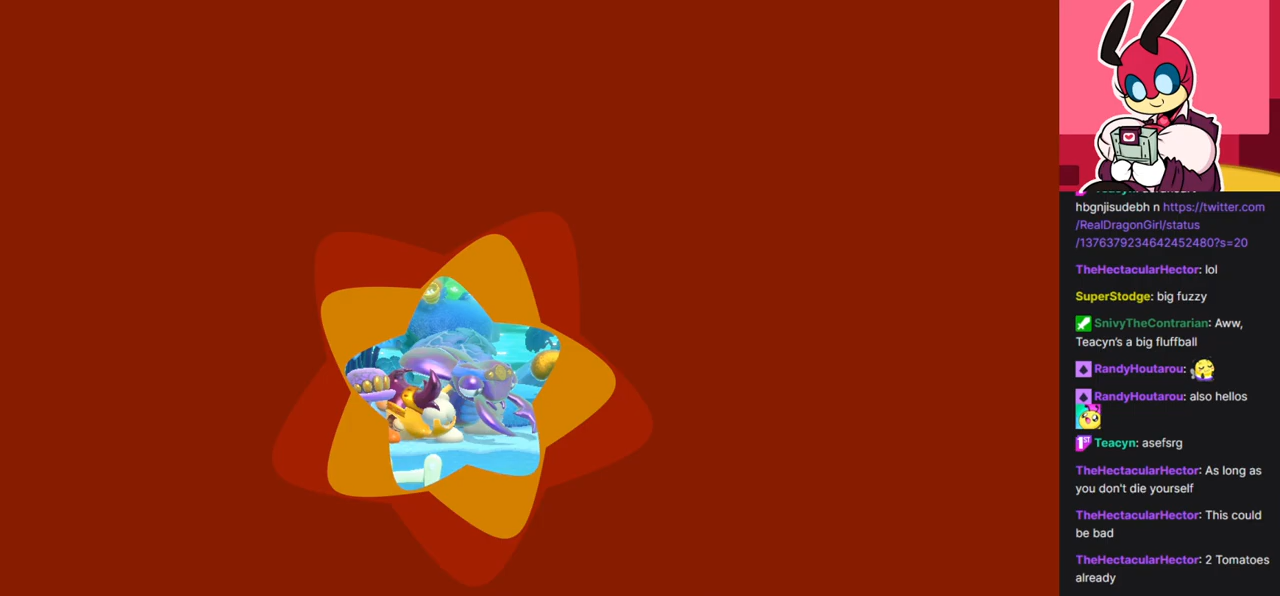 hbgnjisudebh n https://twitter.com
/RealDragonGirl/status
/1376379234642452480?s=20
TheHectacularHector: lol
SuperStodge: big fuzzy
SnivyTheContrarian: Aww,
Teacyn's a big fluffball
RandyHoutarou:
RandyHoutarou: also hellos
1ST Teacyn: asefsrg
TheHectacularHector: As long as
you don't die yourself
TheHectacularHector: This could
be bad
TheHectacularHector: 2 Tomatoes
already